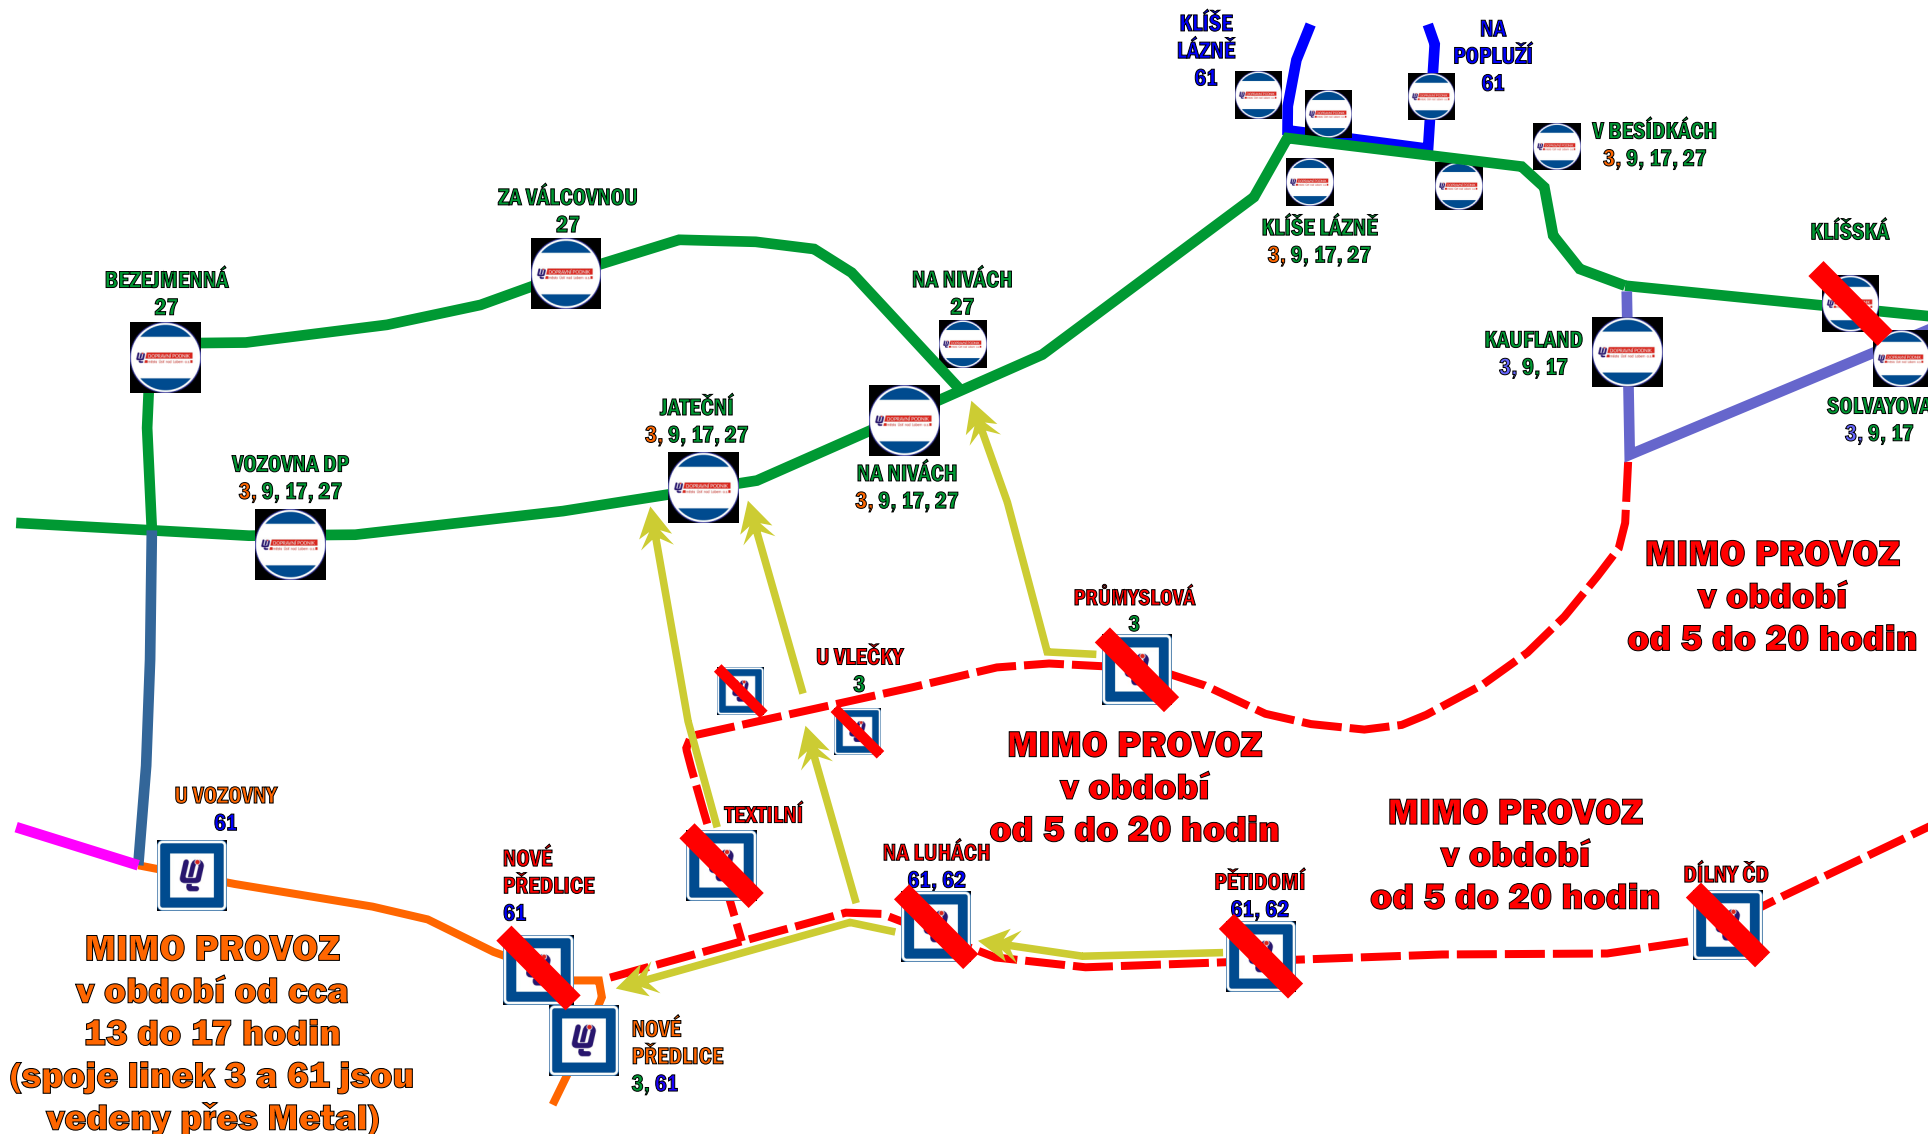 KLÍŠE
LÁZNĚ
61
NA
POPLUŽÍ
61
V BESÍDKÁCH
3, 9, 17, 27
ZA VÁLCOVNOU
27
KLÍŠE LÁZNĚ
3, 9, 17, 27
KLÍŠSKÁ
BEZEJMENNÁ
27
NA NIVÁCH
27
KAUFLAND
3, 9, 17
JATEČNÍ
3, 9, 17, 27
SOLVAYOVA
3, 9, 17
VOZOVNA DP
3, 9, 17, 27
NA NIVÁCH
3, 9, 17, 27
MIMO PROVOZ
v období
od 5 do 20 hodin
PRŮMYSLOVÁ
3
U VLEČKY
3
MIMO PROVOZ
v období
od 5 do 20 hodin
U VOZOVNY
61
TEXTILNÍ
MIMO PROVOZ
v období
od 5 do 20 hodin
NOVÉ
PŘEDLICE
61
NA LUHÁCH
61, 62
PĚTIDOMÍ
61, 62
DÍLNY ČD
MIMO PROVOZ
v období od cca
13 do 17 hodin
(spoje linek 3 a 61 jsou
vedeny přes Metal)
NOVÉ
PŘEDLICE
3, 61